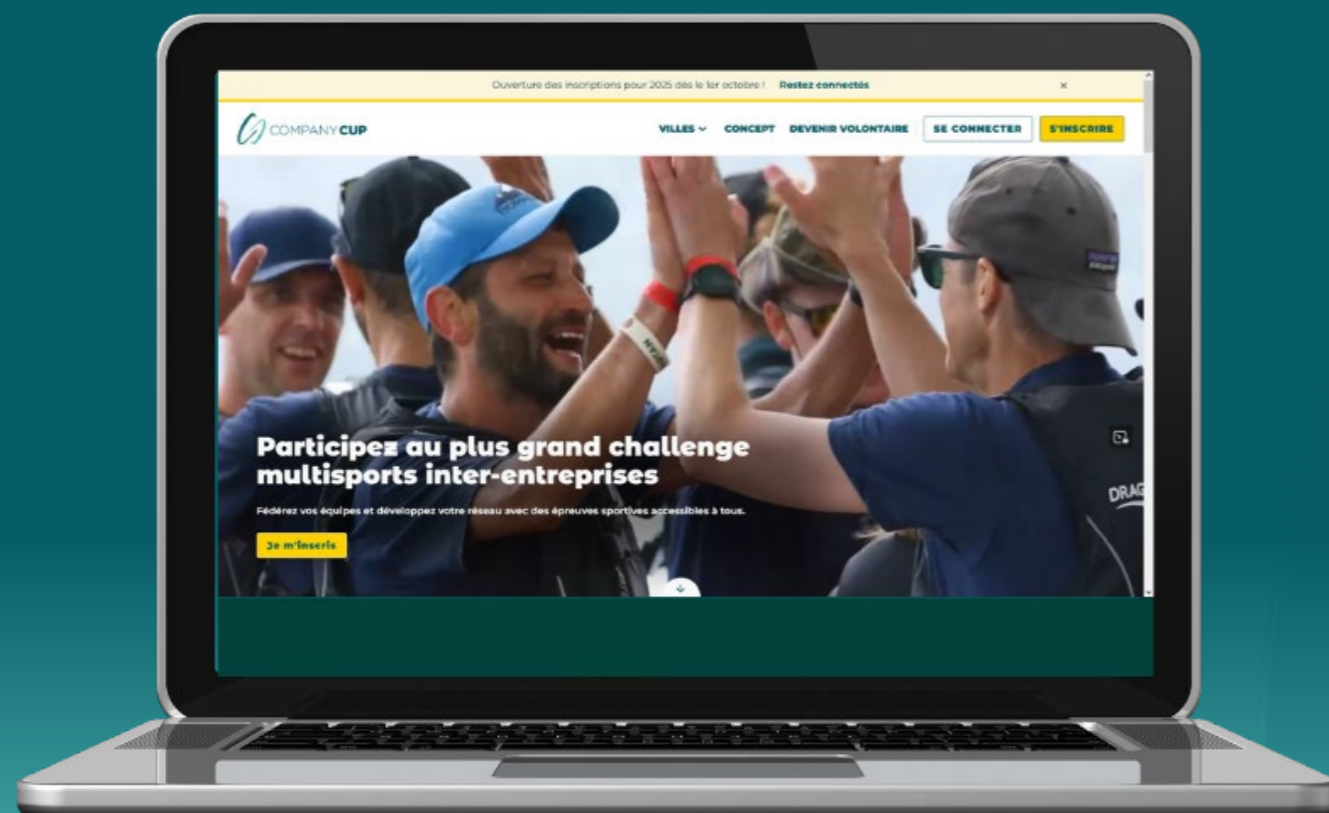 Ouverture des inscriptions pour 2025 dès le 1er octobre ! Restez connectés ×
COMPANY CUP VILLES CONCEPT DEVENIR VOLONTAIRE SE CONNECTER S'INSCRIRE
Participez au plus grand challenge
multisports inter-entreprises
Fédérez vos équipes et développez votre réseau avec des épreuves sportives accessibles à tous.
Je m'inscris
DRAG